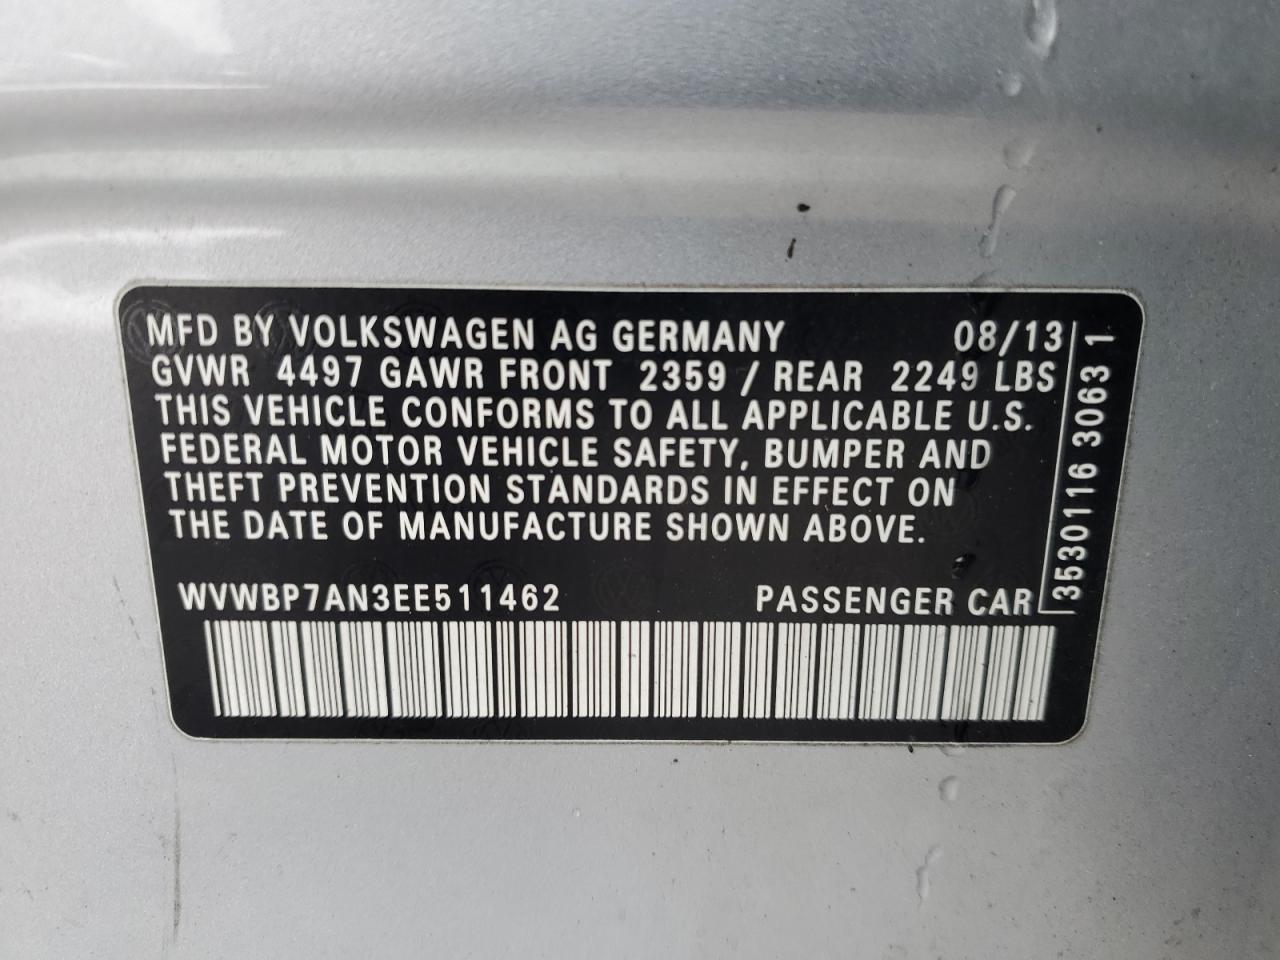 MFD BY VOLKSWAGEN AG GERMANY 08/13
GVWR 4497 GAWR FRONT 2359 / REAR 2249 LBS
THIS VEHICLE CONFORMS TO ALL APPLICABLE U.S.
FEDERAL MOTOR VEHICLE SAFETY, BUMPER AND
THEFT PREVENTION STANDARDS IN EFFECT ON
THE DATE OF MANUFACTURE SHOWN ABOVE.
WVWBP7AN3EE511462 PASSENGER CAR
3530116 3063 1